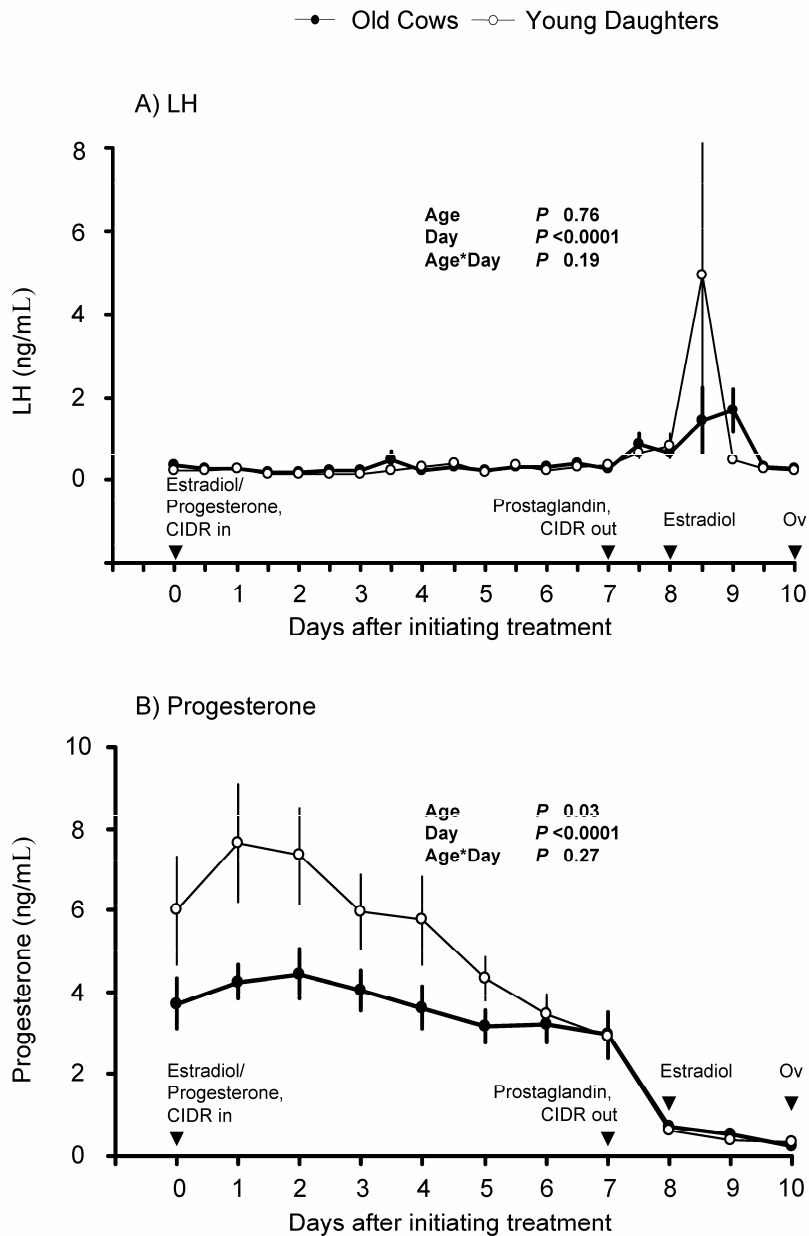 Old Cows Young Daughters
A) LH
8
6
4
2
0
LH (ng/mL)
Age P 0.76
Day P <0.0001
Age*Day P 0.19
Estradiol/
Progesterone,
CIDR in
Prostaglandin,
CIDR out
Estradiol
Ov
0 1 2 3 4 5 6 7 8 9 10
Days after initiating treatment
B) Progesterone
10
8
6
4
2
0
Progesterone (ng/mL)
Age P 0.03
Day P <0.0001
Age*Day P 0.27
Estradiol/
Progesterone,
CIDR in
Prostaglandin,
CIDR out
Estradiol
Ov
0 1 2 3 4 5 6 7 8 9 10
Days after initiating treatment